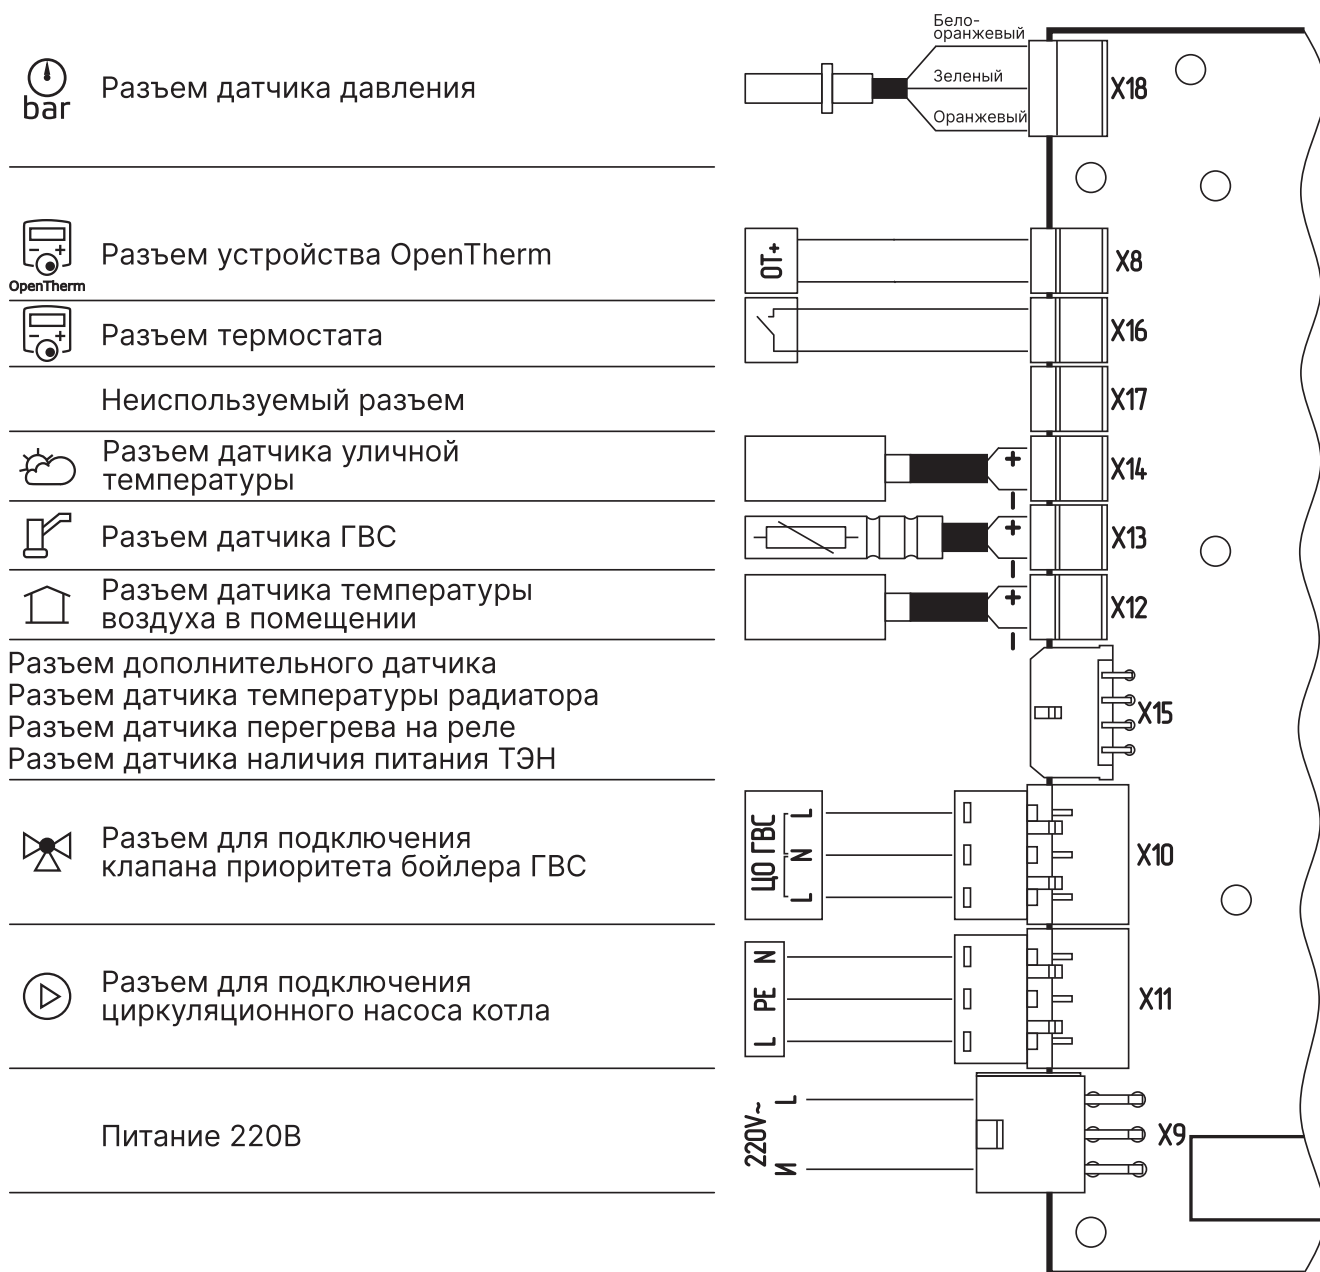 Бело-
оранжевый
Зеленый
Оранжевый
X18
bar
Разъем датчика давления
OpenTherm
Разъем устройства OpenTherm
OT+
X8
Разъем термостата
X16
Неиспользуемый разъем
X17
Разъем датчика уличной
температуры
+
–
X14
Разъем датчика ГВС
+
–
X13
Разъем датчика температуры
воздуха в помещении
+
–
X12
Разъем дополнительного датчика
Разъем датчика температуры радиатора
Разъем датчика перегрева на реле
Разъем датчика наличия питания ТЭН
X15
Разъем для подключения
клапана приоритета бойлера ГВС
ЦО ГВС
L N L
X10
Разъем для подключения
циркуляционного насоса котла
L PE N
X11
Питание 220В
220V~
И L
X9